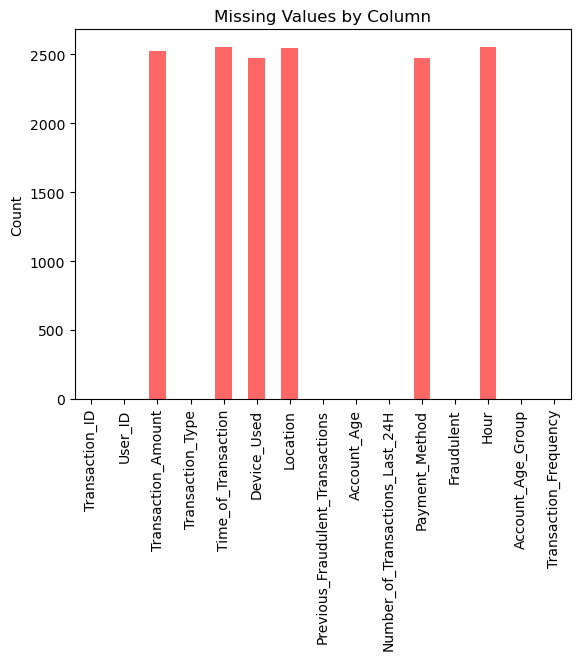 Missing Values by Column
Count
2500
2000
1500
1000
500
0
Transaction_ID
User_ID
Transaction_Amount
Transaction_Type
Time_of_Transaction
Device_Used
Location
Previous_Fraudulent_Transactions
Account_Age
Number_of_Transactions_Last_24H
Payment_Method
Fraudulent
Hour
Account_Age_Group
Transaction_Frequency